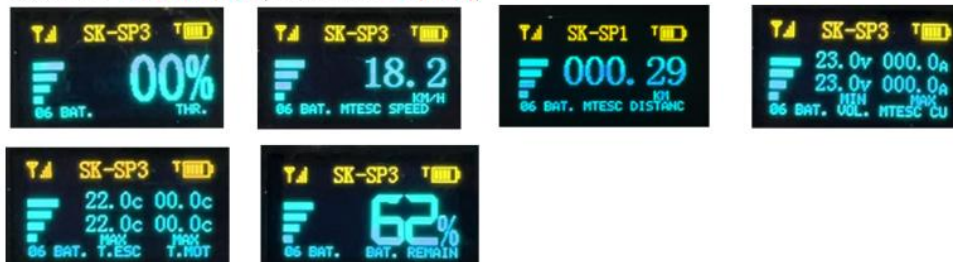 SK-SP3 T
00%
06 BAT. THR.
SK-SP3 T
18.2
KM/H
06 BAT. MTESC SPEED
SK-SP1 T
000.29
KM
06 BAT. MTESC DISTANC
SK-SP3 T
23.0v 000.0A
23.0v 000.0A
MIN MAX
06 BAT. VOL. MTESC CU
SK-SP3 T
22.0c 00.0c
22.0c 00.0c
MAX MAX
06 BAT. T.ESC T.MOT
SK-SP3 T
62%
06 BAT. BAT. REMAIN